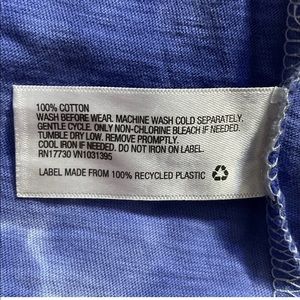 100% COTTON
WASH BEFORE WEAR. MACHINE WASH COLD SEPARATELY.
GENTLE CYCLE. ONLY NON-CHLORINE BLEACH IF NEEDED.
TUMBLE DRY LOW. REMOVE PROMPTLY.
COOL IRON IF NEEDED. DO NOT IRON ON LABEL.
RN17730 VN1031395
LABEL MADE FROM 100% RECYCLED PLASTIC